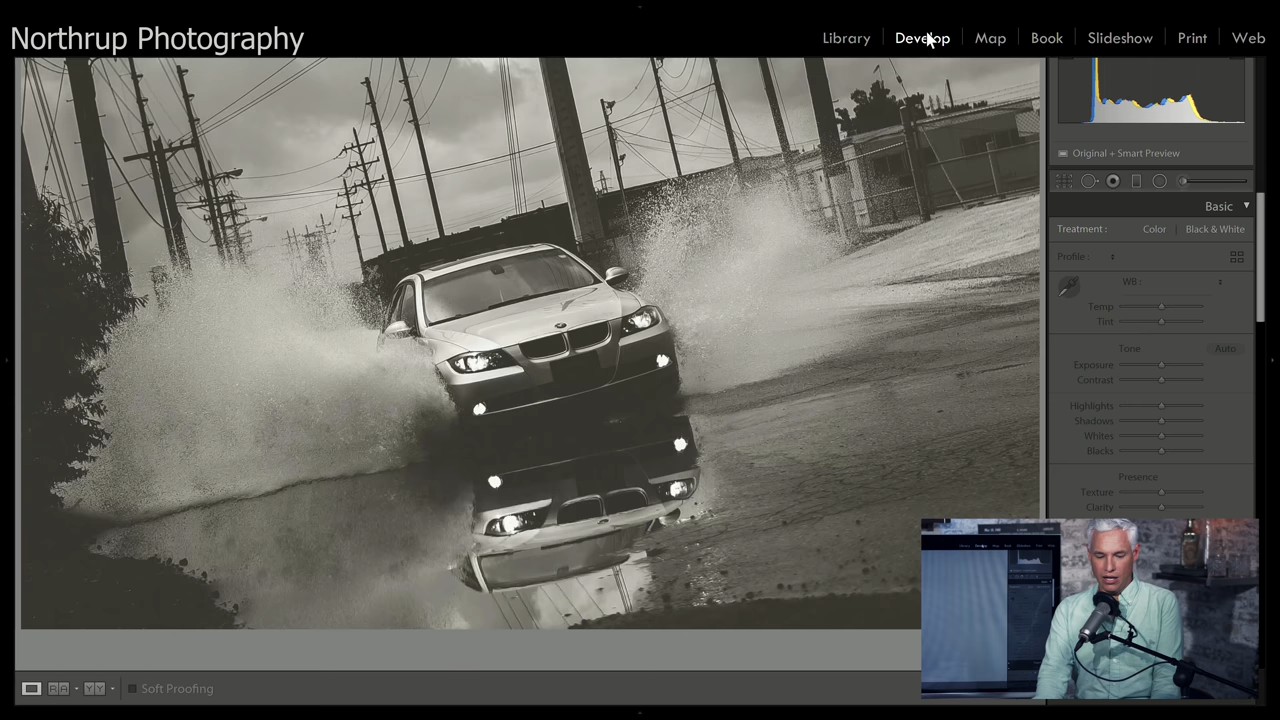 Northrup Photography
Library Develop Map Book Slideshow Print Web
Original + Smart Preview
Basic
Treatment : Color Black & White
Profile :
WB :
Temp
Tint
Tone Auto
Exposure
Contrast
Highlights
Shadows
Whites
Blacks
Presence
Texture
Clarity
Soft Proofing